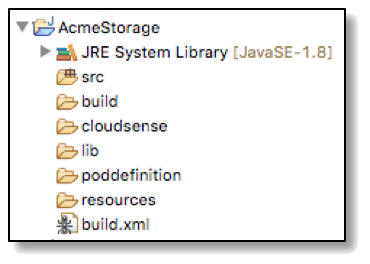 AcmeStorage
JRE System Library [JavaSE-1.8]
src
build
cloudsense
lib
poddefinition
resources
build.xml